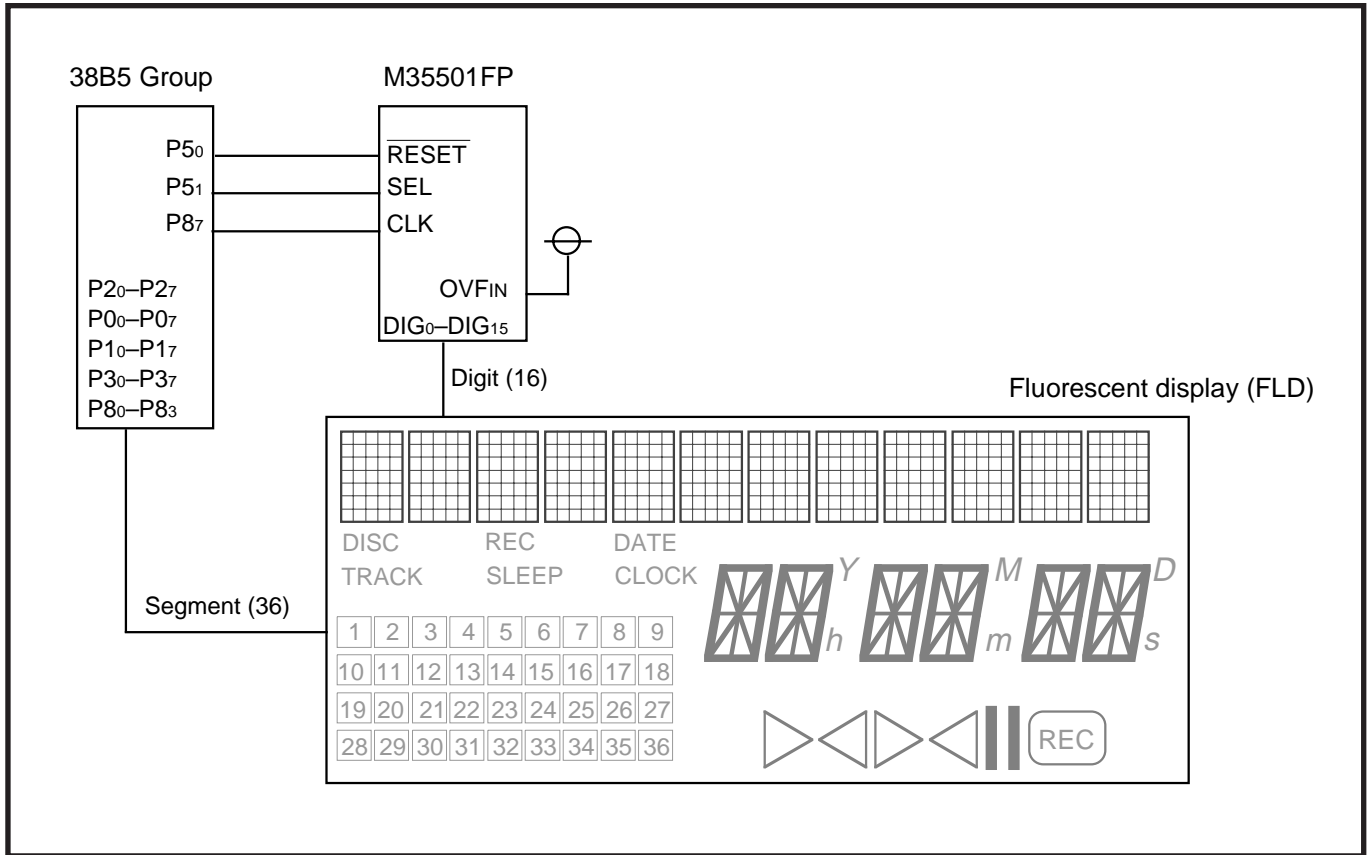 38B5 Group
M35501FP
P50
RESET
P51
SEL
P87
CLK
OVFIN
P20–P27
P00–P07
P10–P17
P30–P37
P80–P83
DIG0–DIG15
Digit (16)
Fluorescent display (FLD)
Segment (36)
DISC REC DATE
TRACK SLEEP CLOCK
Y M D
h m s
1 2 3 4 5 6 7 8 9
10 11 12 13 14 15 16 17 18
19 20 21 22 23 24 25 26 27
28 29 30 31 32 33 34 35 36
REC